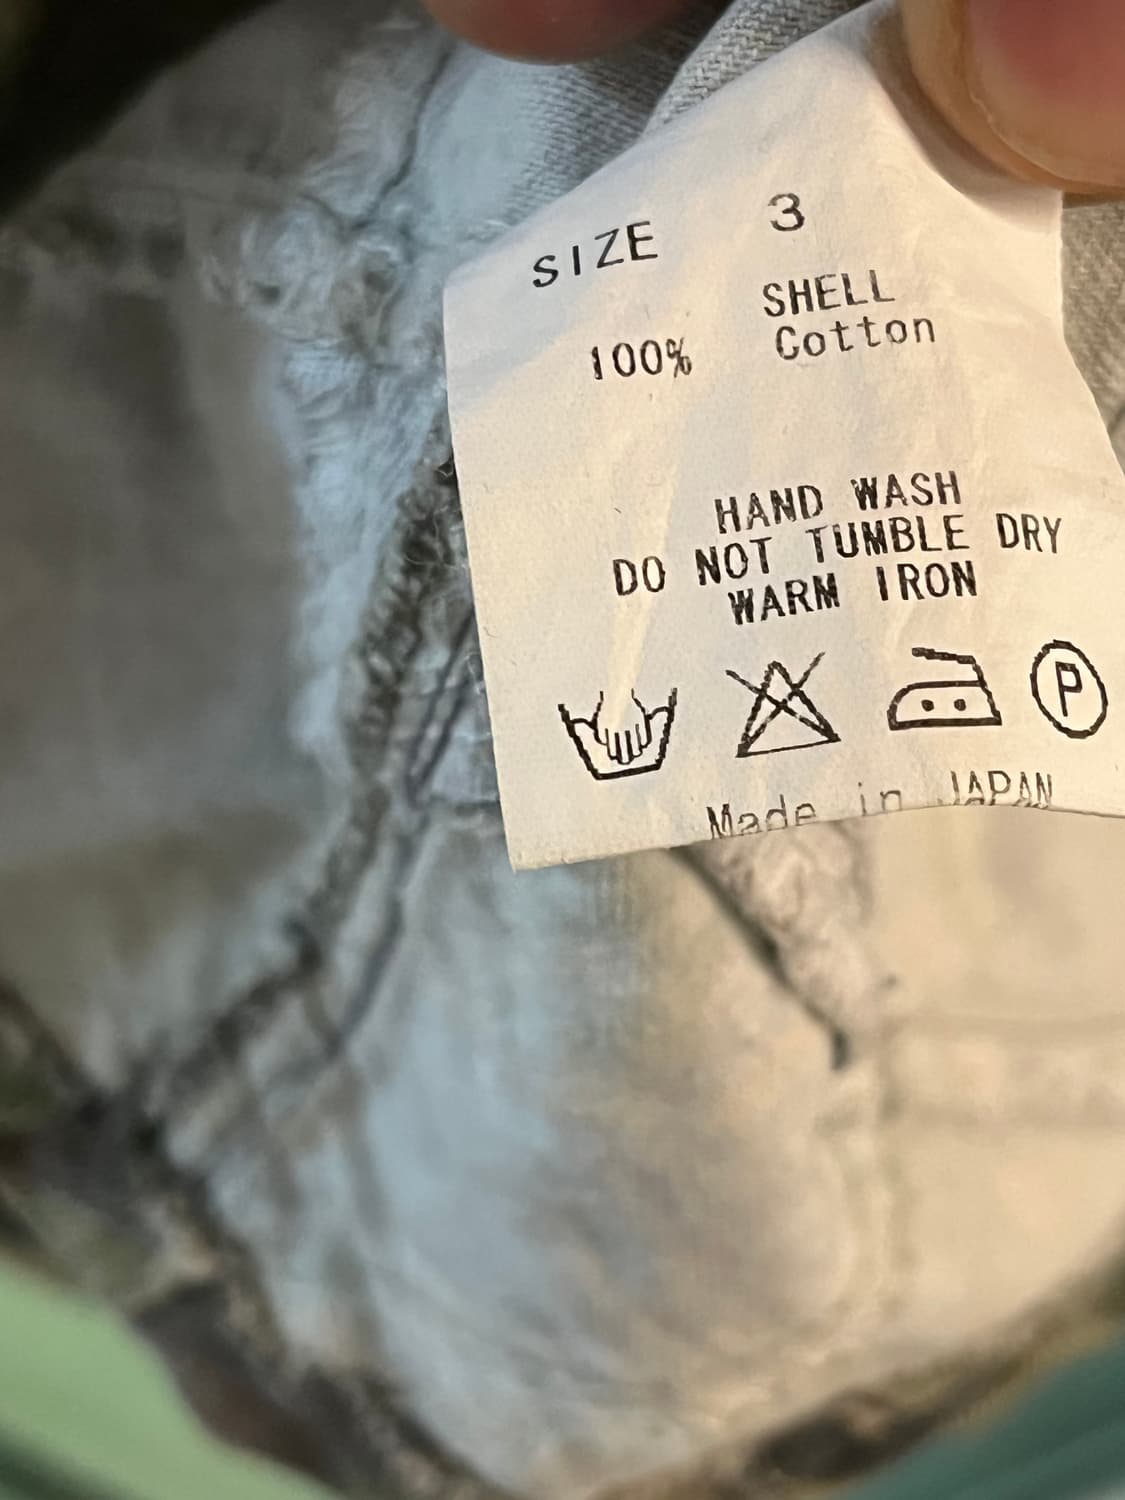 SIZE 3
SHELL
100% Cotton
HAND WASH
DO NOT TUMBLE DRY
WARM IRON
P
Made in JAPAN